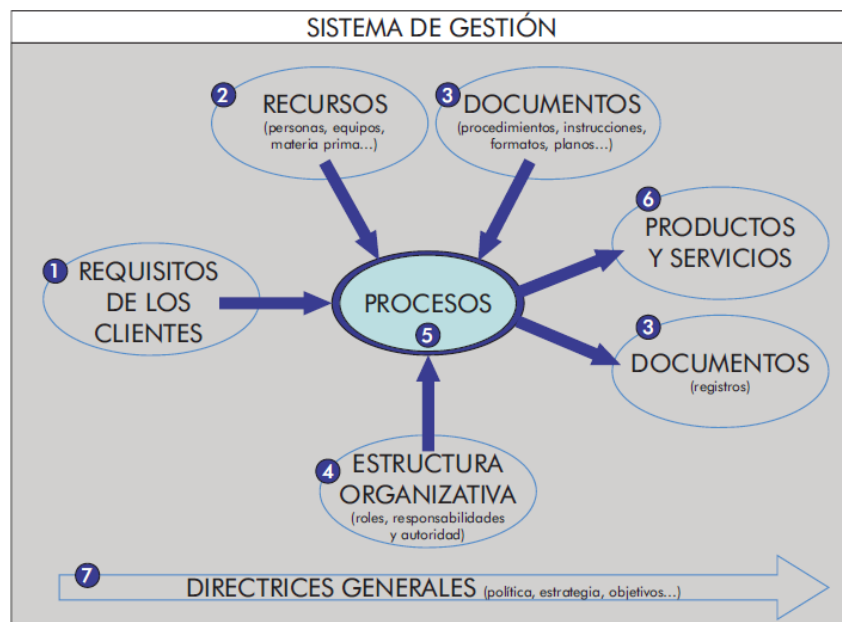 SISTEMA DE GESTIÓN
2
RECURSOS
(personas, equipos,
materia prima...)
3
DOCUMENTOS
(procedimientos, instrucciones,
formatos, planos...)
6
PRODUCTOS
Y SERVICIOS
1
REQUISITOS
DE LOS
CLIENTES
PROCESOS
5
3
DOCUMENTOS
(registros)
4
ESTRUCTURA
ORGANIZATIVA
(roles, responsabilidades
y autoridad)
7
DIRECTRICES GENERALES (política, estrategia, objetivos...)